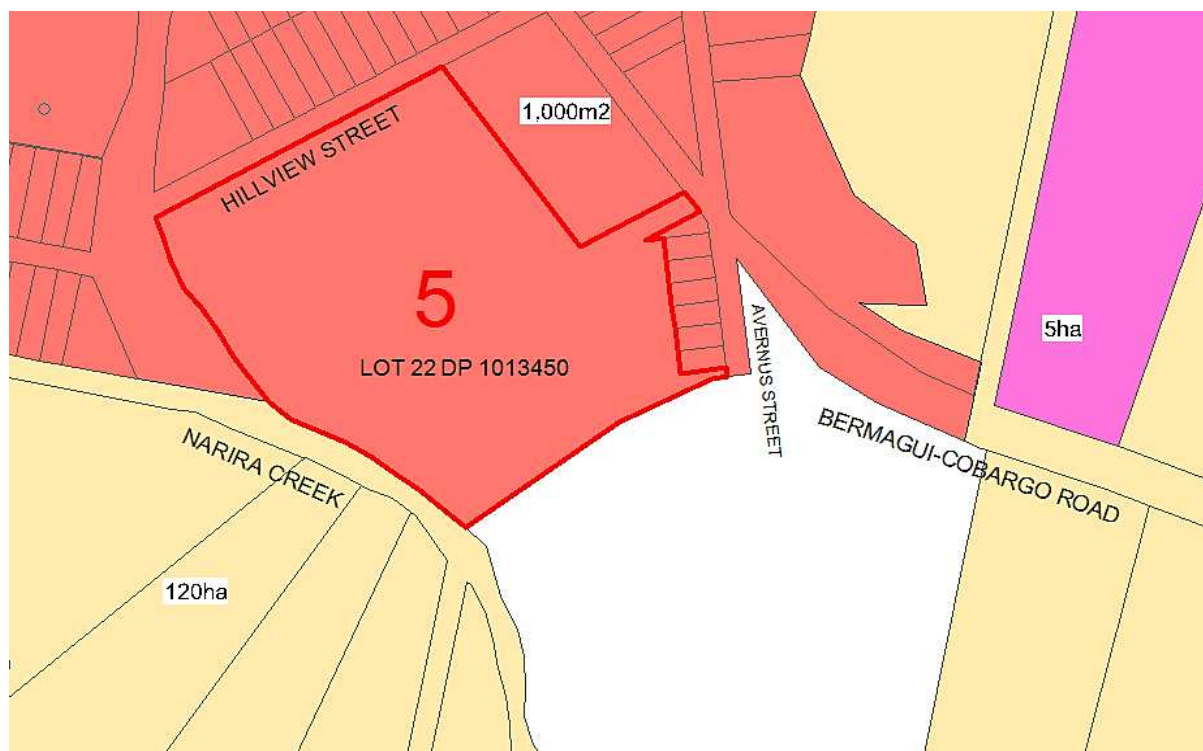 1,000m2
HILLVIEW STREET
5
LOT 22 DP 1013450
AVERNUS STREET
5ha
BERMAGUI-COBARGO ROAD
NARIRA CREEK
120ha